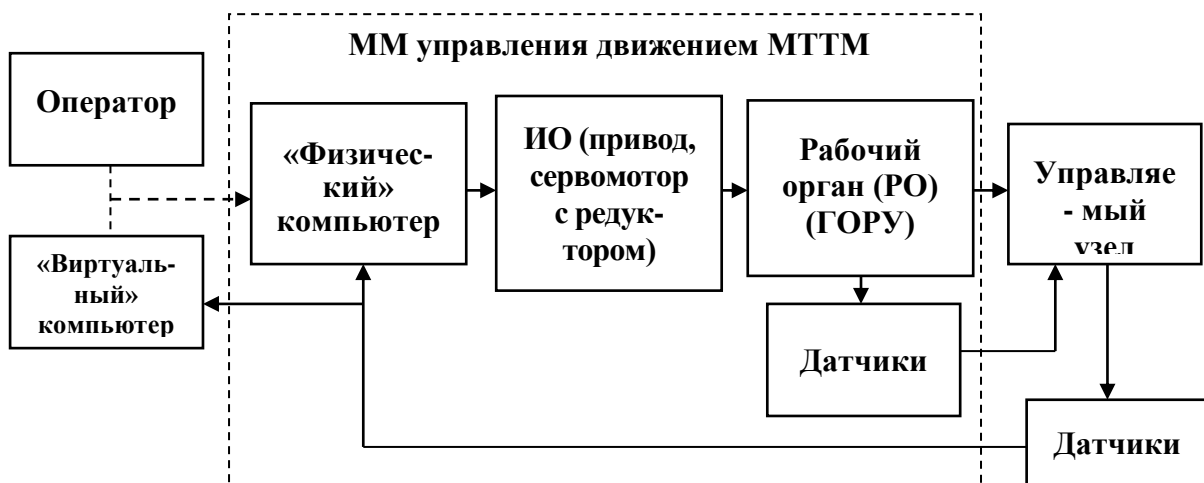 ММ управления движением МТТМ
Оператор
«Физичес-
кий»
компьютер
ИО (привод,
сервомотор
с редук-
тором)
Рабочий
орган (РО)
(ГОРУ)
Управляе
- мый
узел
«Виртуаль-
ный»
компьютер
Датчики
Датчики